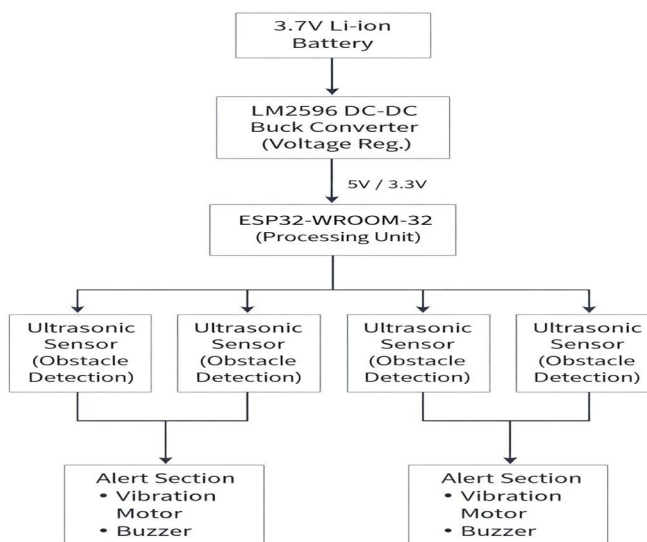 3.7V Li-ion
Battery
LM2596 DC-DC
Buck Converter
(Voltage Reg.)
5V / 3.3V
ESP32-WROOM-32
(Processing Unit)
Ultrasonic
Sensor
(Obstacle
Detection)
Ultrasonic
Sensor
(Obstacle
Detection)
Ultrasonic
Sensor
(Obstacle
Detection)
Ultrasonic
Sensor
(Obstacle
Detection)
Alert Section
• Vibration
Motor
• Buzzer
Alert Section
• Vibration
Motor
• Buzzer